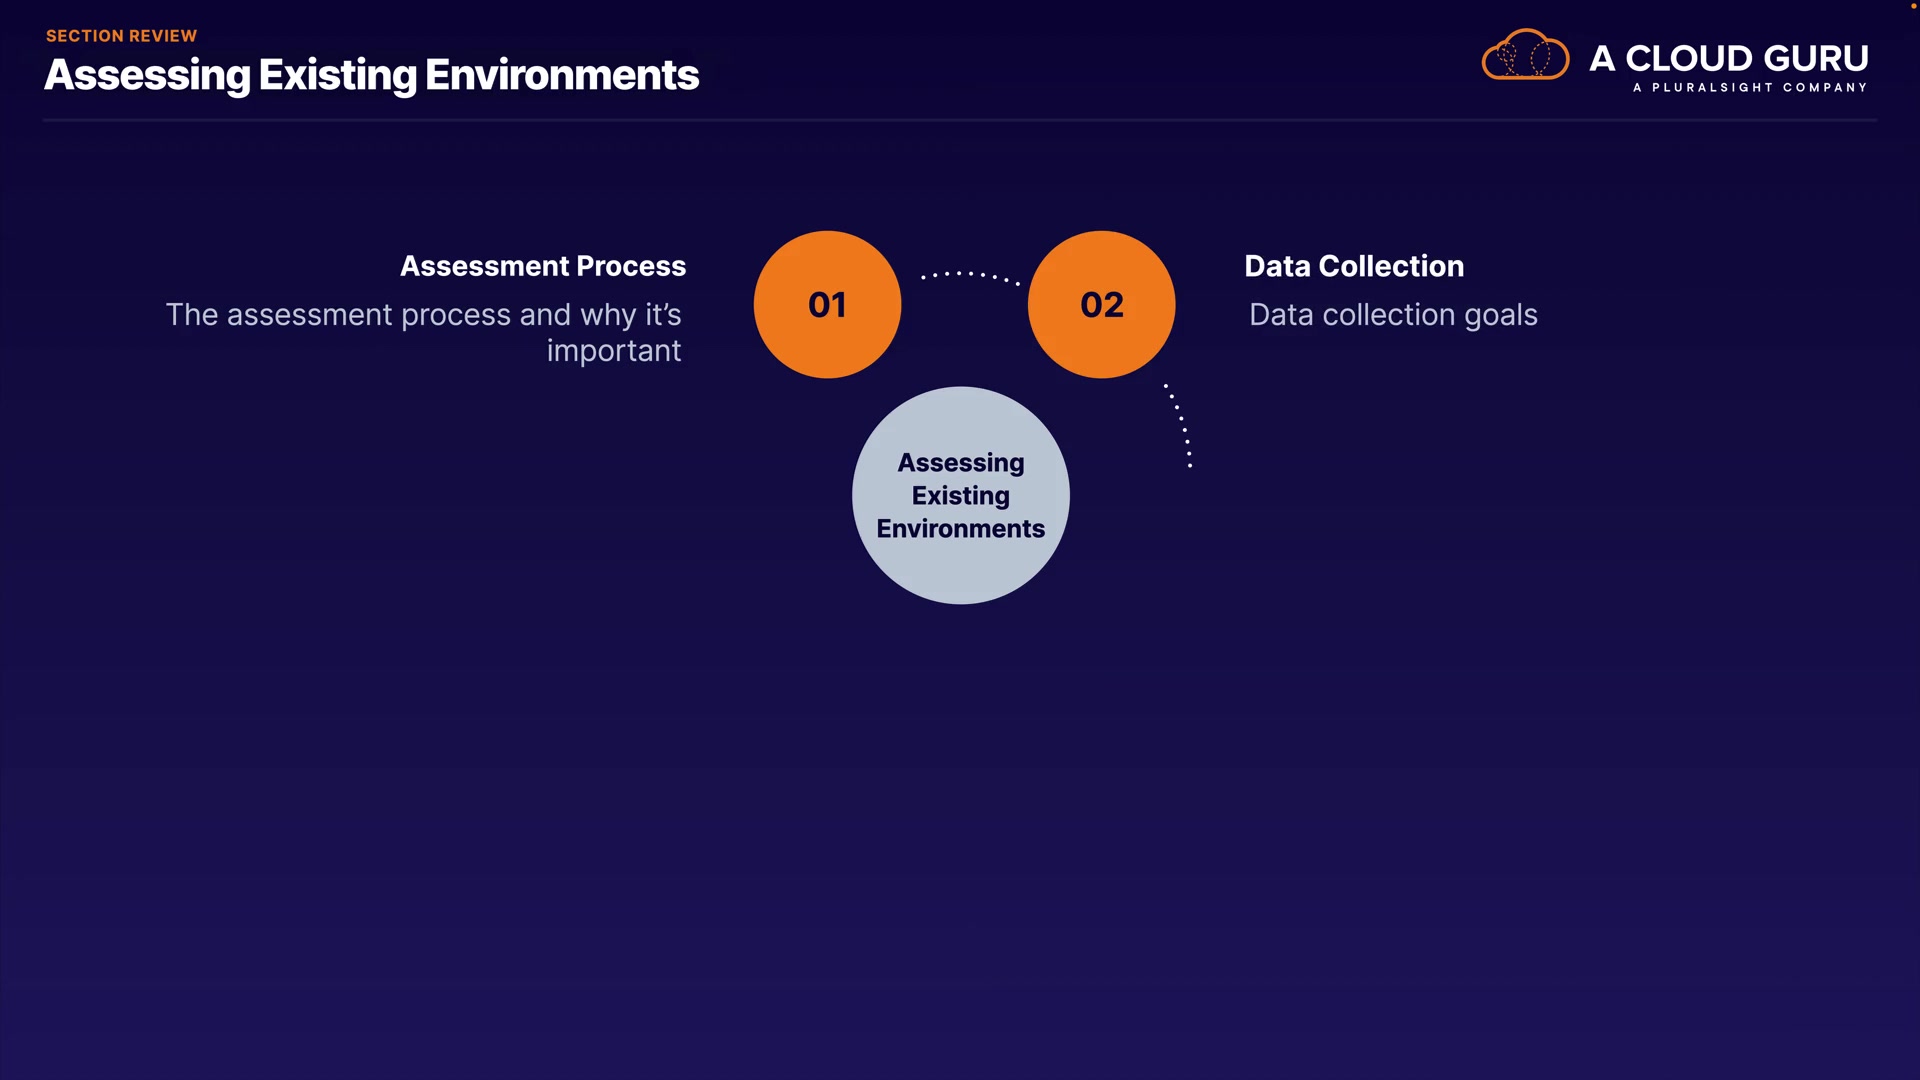 SECTION REVIEW
Assessing Existing Environments
A CLOUD GURU
A PLURALSIGHT COMPANY
Assessment Process
The assessment process and why it’s
important
01
02
Data Collection
Data collection goals
Assessing
Existing
Environments